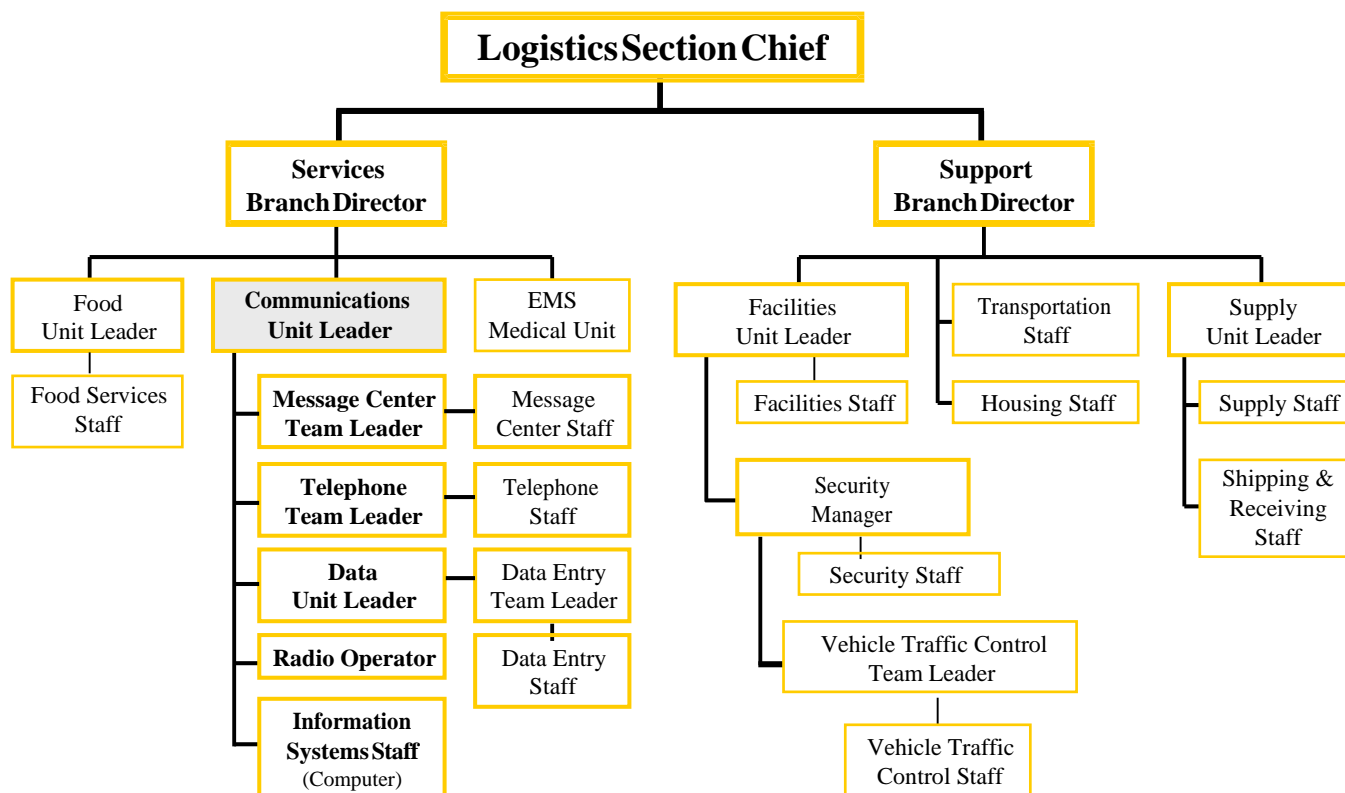 Logistics Section Chief
Services
Branch Director
Support
Branch Director
Food
Unit Leader
Communications
Unit Leader
EMS
Medical Unit
Facilities
Unit Leader
Transportation
Staff
Supply
Unit Leader
Food Services
Staff
Message Center
Team Leader
Message
Center Staff
Facilities Staff
Housing Staff
Supply Staff
Telephone
Team Leader
Telephone
Staff
Security
Manager
Shipping &
Receiving
Staff
Data
Unit Leader
Data Entry
Team Leader
Security Staff
Radio Operator
Data Entry
Staff
Vehicle Traffic Control
Team Leader
Information
Systems Staff
(Computer)
Vehicle Traffic
Control Staff